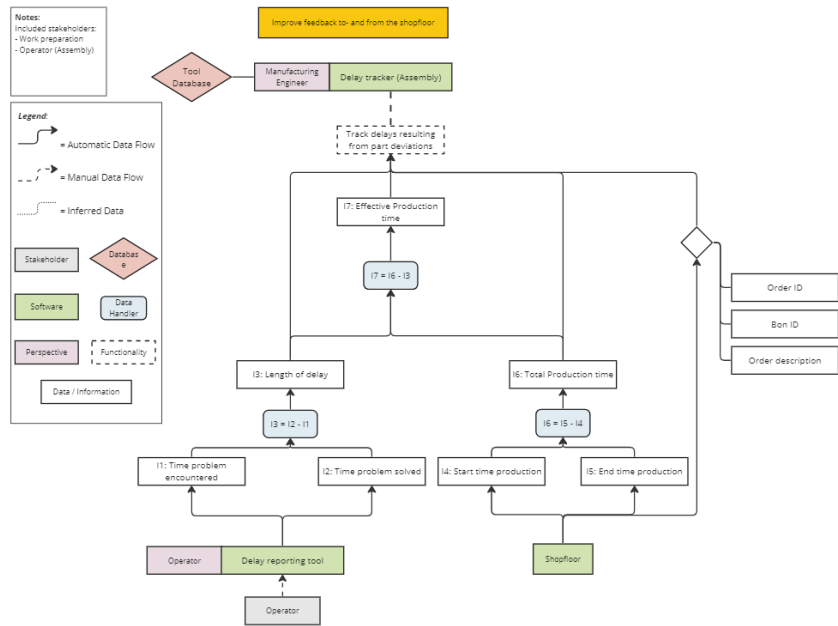 Notes:
Included stakeholders:
- Work preparation
- Operator (Assembly)
Improve feedback to- and from the shopfloor
Tool
Database
Manufacturing
Engineer
Delay tracker (Assembly)
Legend:
= Automatic Data Flow
= Manual Data Flow
= Inferred Data
Stakeholder
Databas
e
Software
Data
Handler
Perspective
Functionality
Data / Information
Track delays resulting
from part deviations
I7: Effective Production
time
I7 = I6 - I3
Order ID
Bon ID
Order description
I3: Length of delay
I6: Total Production time
I3 = I2 - I1
I6 = I5 - I4
I1: Time problem
encountered
I2: Time problem solved
I4: Start time production
I5: End time production
Operator
Delay reporting tool
Shopfloor
Operator